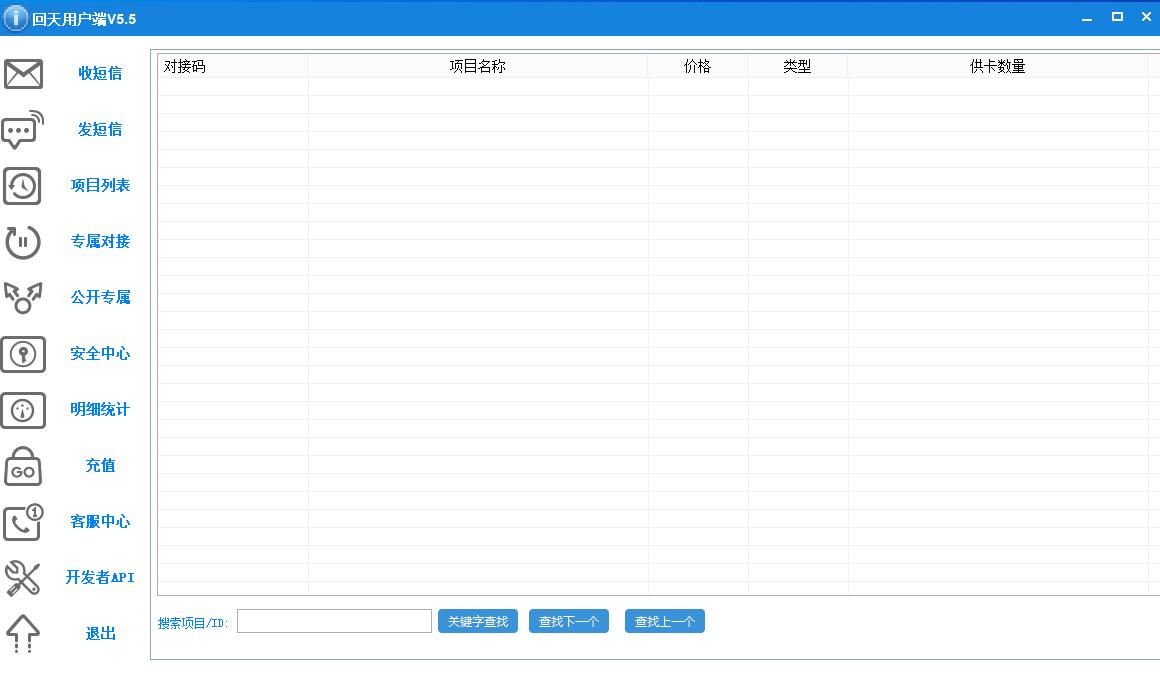 回天用户端V5.5
收短信
发短信
项目列表
专属对接
公开专属
安全中心
明细统计
充值
GO
客服中心
1
开发者API
退出
对接码 项目名称 价格 类型 供卡数量
搜索项目/ID: 关键字查找 查找下一个 查找上一个